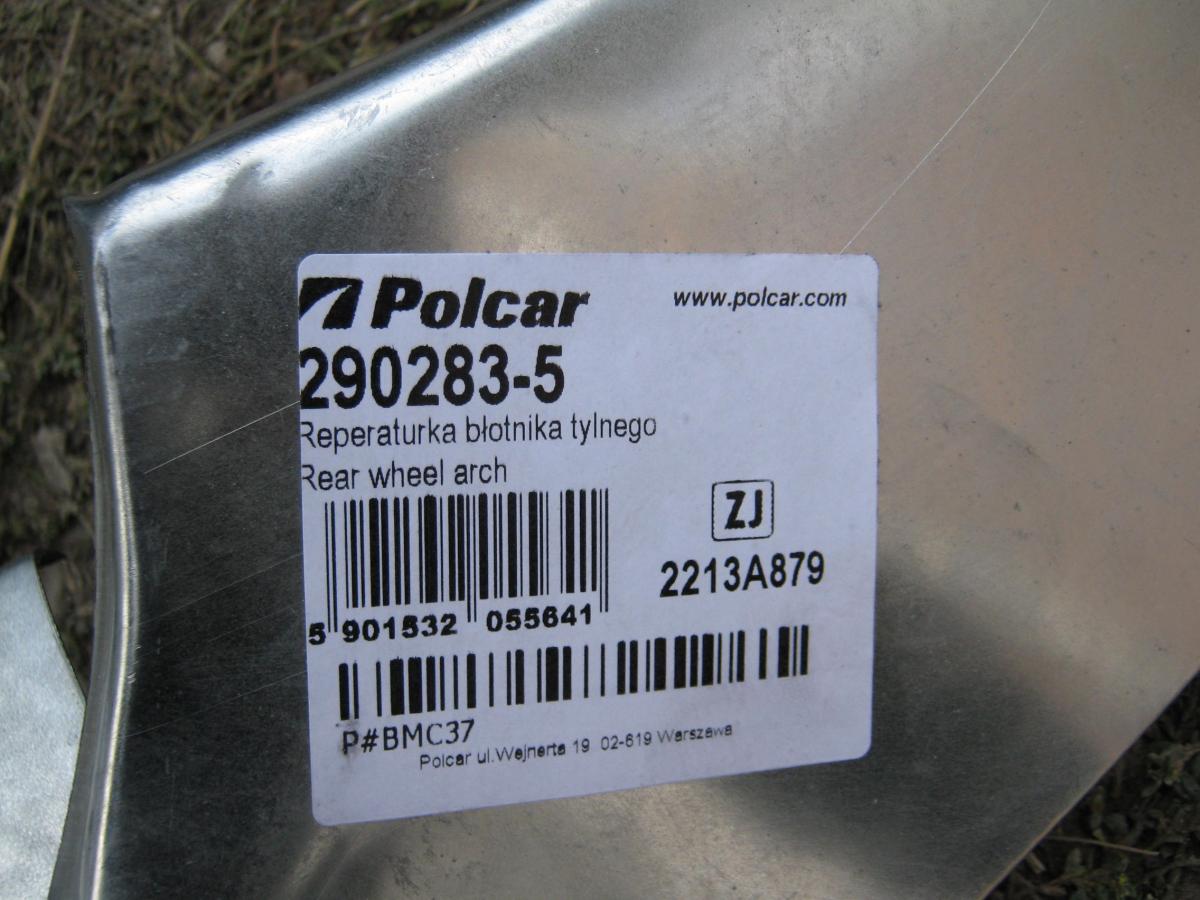 Polcar
www.polcar.com
290283-5
Reperaturka błotnika tylnego
Rear wheel arch
ZJ
2213A879
5 901532 055641
P#BMC37
Polcar ul.Wejnerta 19 02-619 Warszawa